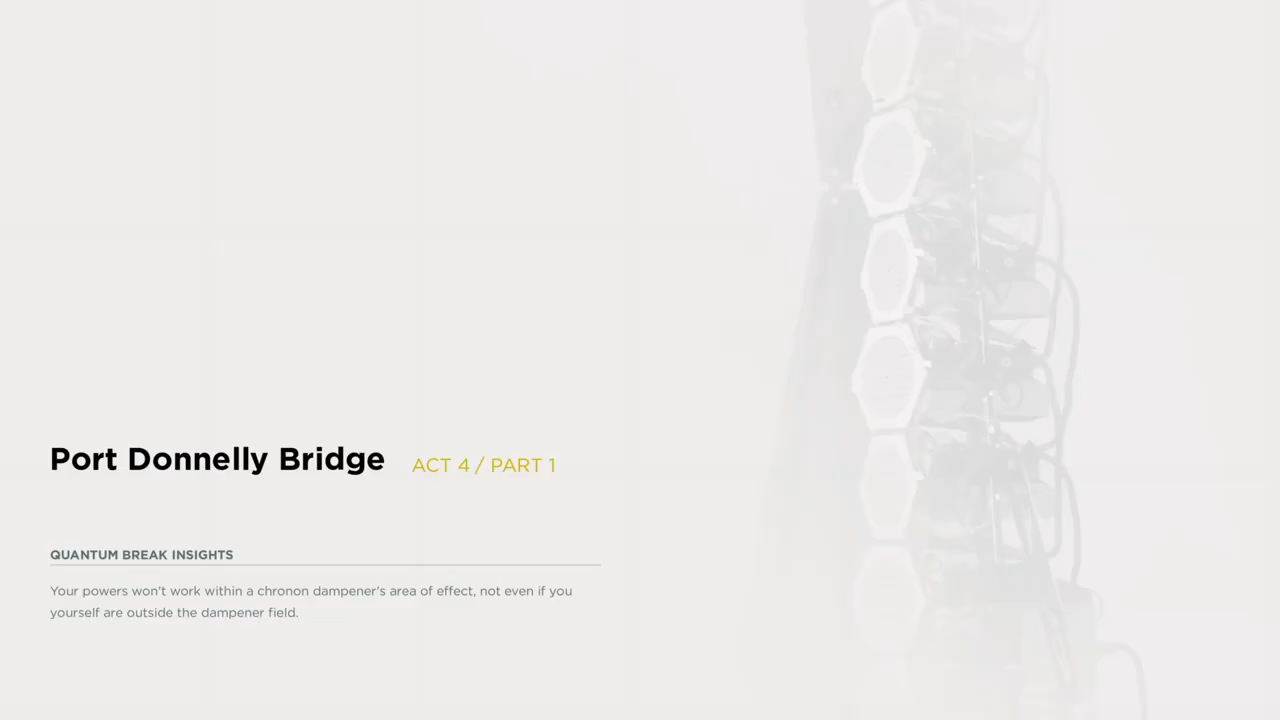 Port Donnelly Bridge ACT 4 / PART 1
QUANTUM BREAK INSIGHTS
Your powers won't work within a chronon dampener's area of effect, not even if you
yourself are outside the dampener field.